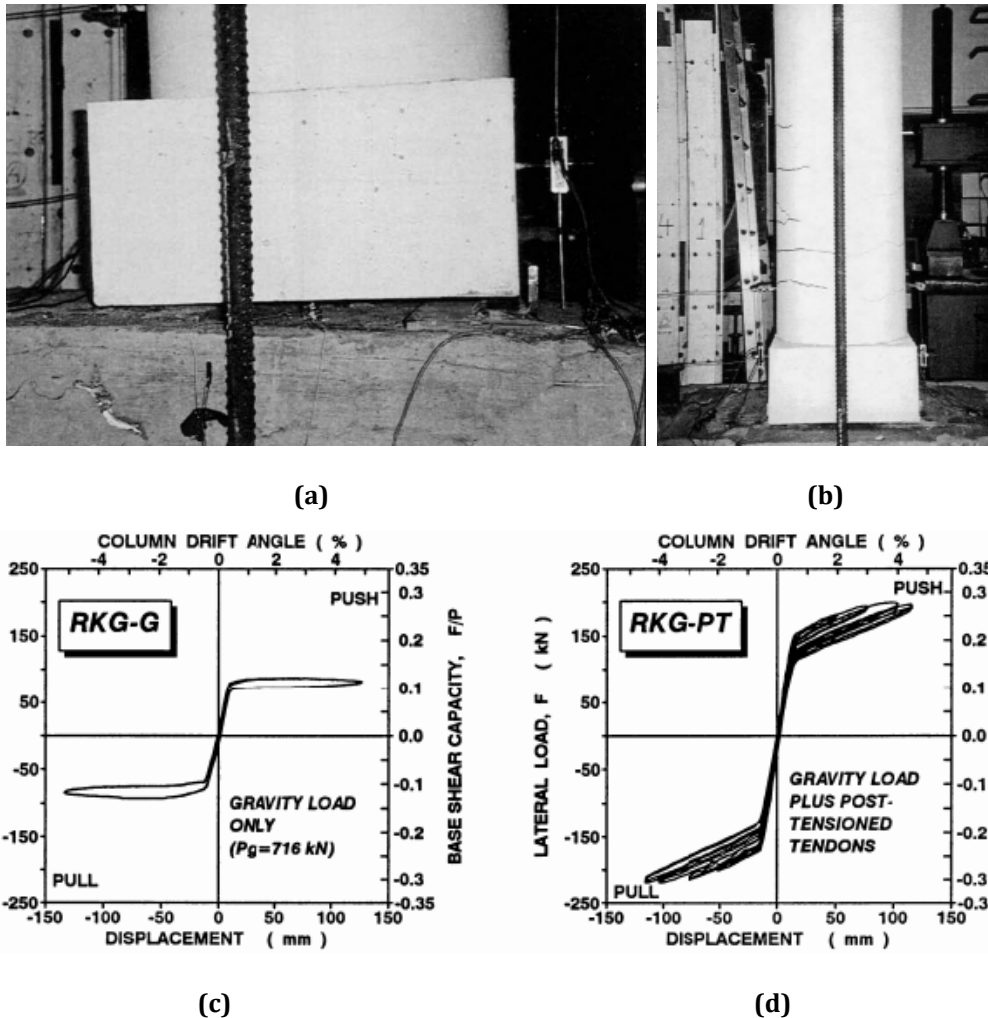 (a)
(b)
COLUMN DRIFT ANGLE ( % )
-4 -2 0 2 4
250
150
50
-50
-150
-250
0.35
0.3
0.2
0.1
0.0
-0.1
-0.2
-0.3
-0.35
RKG-G
PUSH
GRAVITY LOAD
ONLY
(Pg=716 kN)
PULL
-150 -100 -50 0 50 100 150
DISPLACEMENT ( mm )
BASE SHEAR CAPACITY, F/P
(c)
COLUMN DRIFT ANGLE ( % )
-4 -2 0 2 4
LATERAL LOAD, F ( kN )
250
150
50
-50
-150
-250
0.35
0.3
0.2
0.1
0.0
-0.1
-0.2
-0.3
-0.3
RKG-PT
PUSH
GRAVITY LOAD
PLUS POST-
TENSIONED
TENDONS
PULL
-150 -100 -50 0 50 100 150
DISPLACEMENT ( mm )
(d)